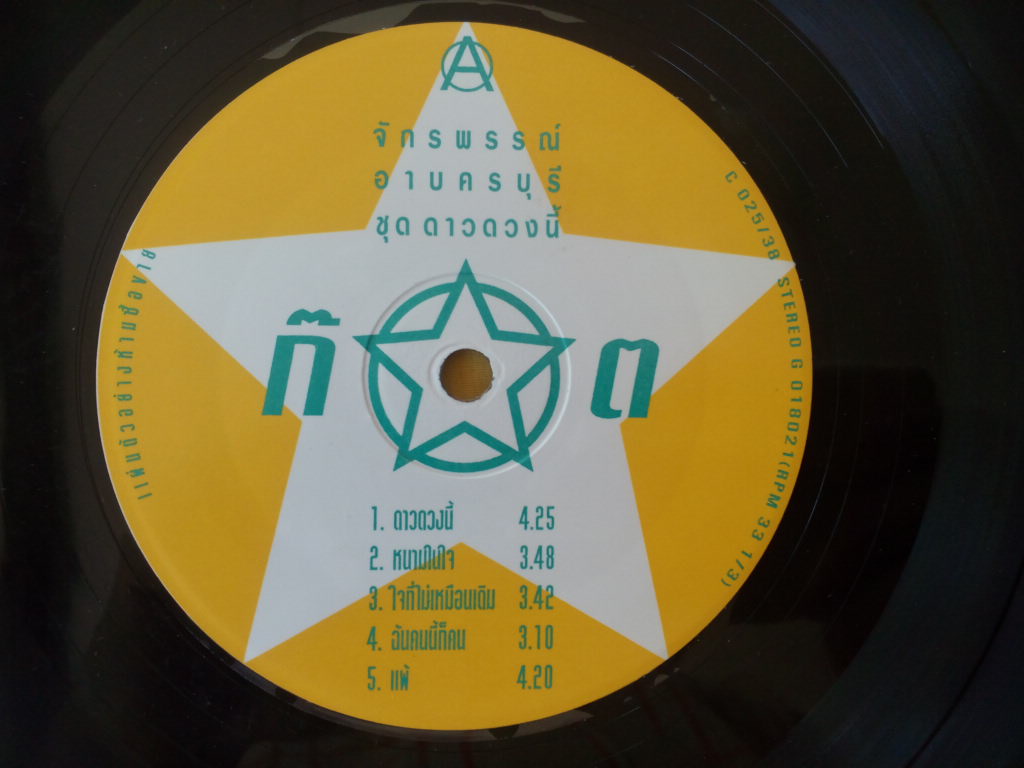 A
จักรพรรณ์
อาบครบุรี
ชุด ดาวดวงนี้
ก๊อต
1. ดาวดวงนี้ 4.25
2. หนามในใจ 3.48
3. ใจที่ไม่เหมือนเดิม 3.42
4. ฉันคนนี้ก็คน 3.10
5. แพ้ 4.20
แผ่นตัวอย่างห้ามซื้อขาย
C 025/38 STEREO G 018021(RPM 33 1/3)